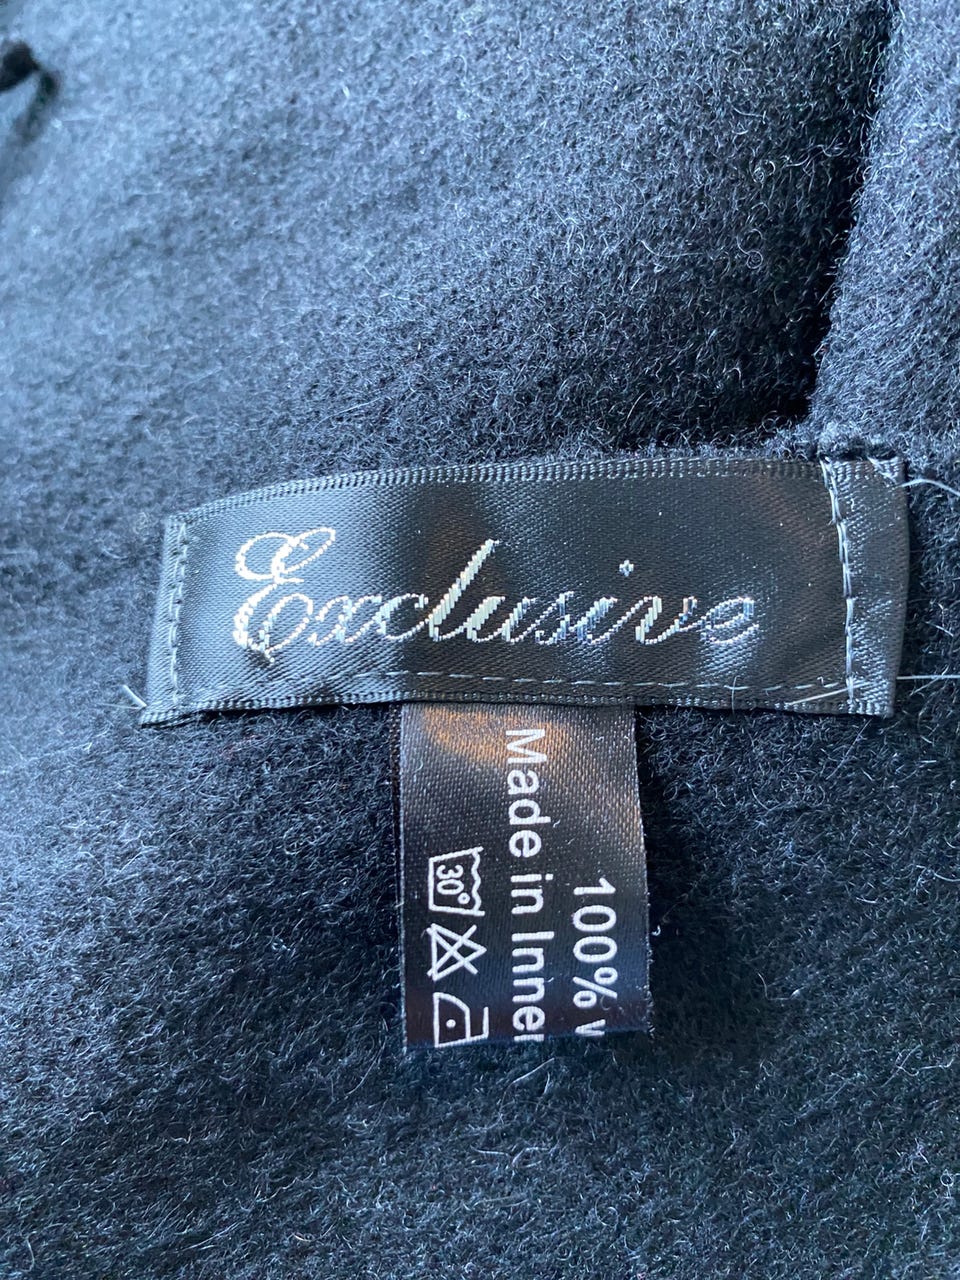 Exclusive
100% w
Made in Inner
30°